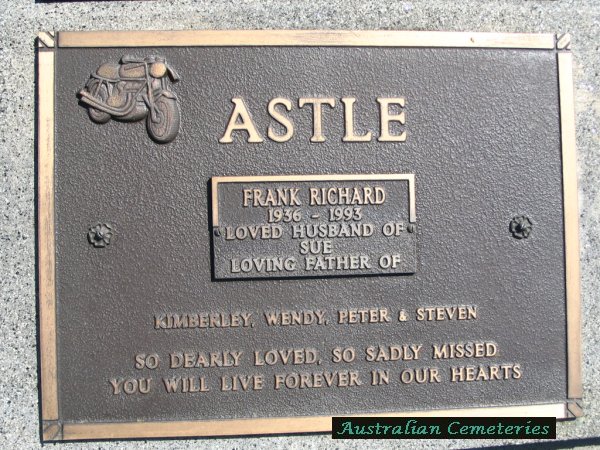 ASTLE
FRANK RICHARD
1936 - 1993
LOVED HUSBAND OF
SUE
LOVING FATHER OF
KIMBERLEY, WENDY, PETER & STEVEN
SO DEARLY LOVED, SO SADLY MISSED
YOU WILL LIVE FOREVER IN OUR HEARTS
Australian Cemeteries